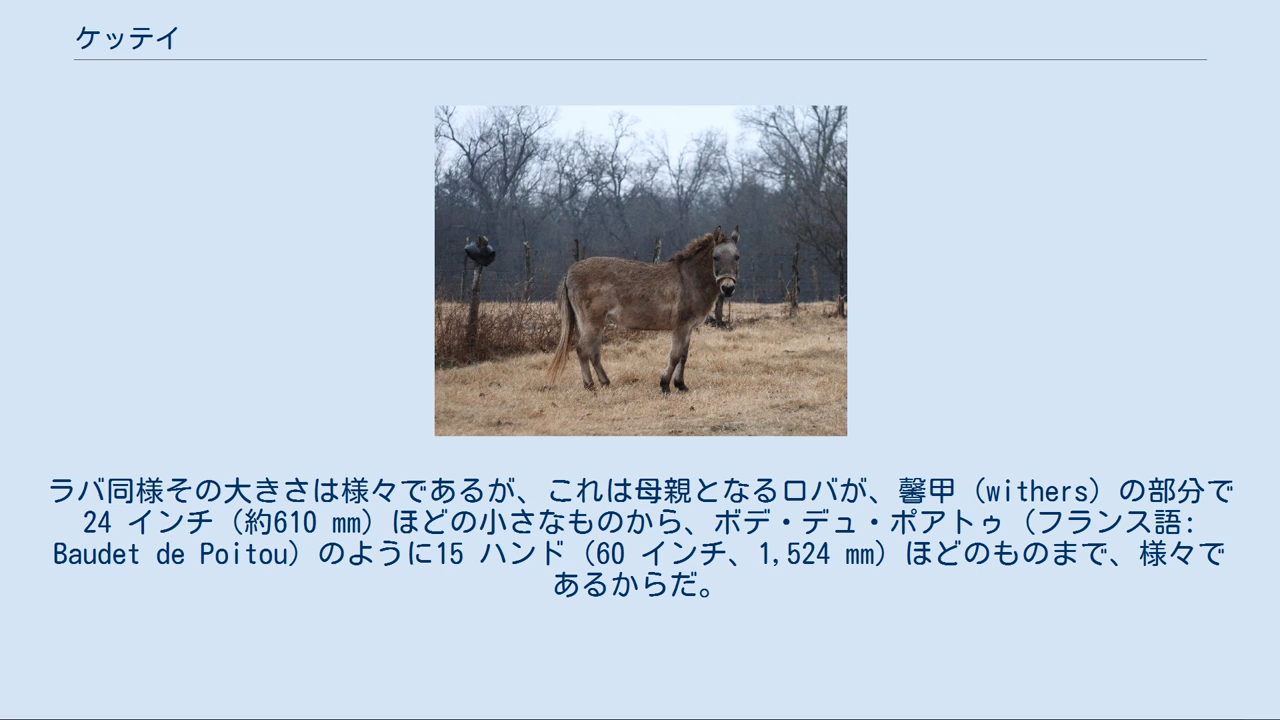 ケッテイ
ラバ同様その大きさは様々であるが、これは母親となるロバが、馨甲（withers）の部分で
24 インチ（約610 mm）ほどの小さなものから、ボデ・デュ・ポアトゥ（フランス語:
Baudet de Poitou）のように15 ハンド（60 インチ、1,524 mm）ほどのものまで、様々で
あるからだ。